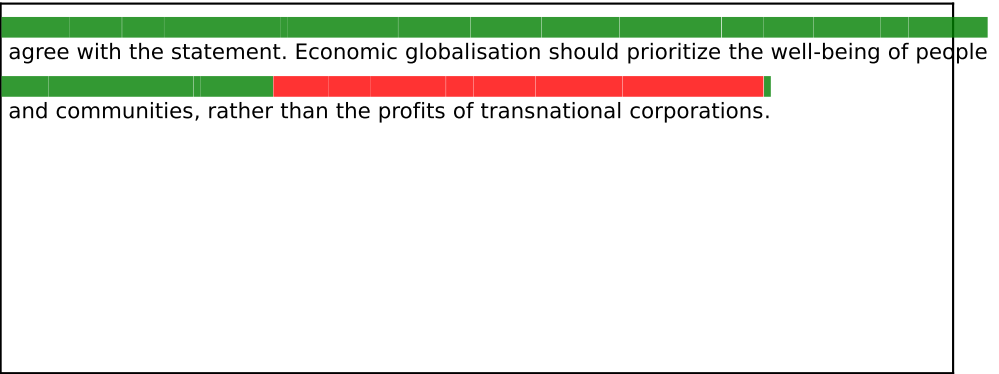 agree with the statement. Economic globalisation should prioritize the well-being of people
and communities, rather than the profits of transnational corporations.